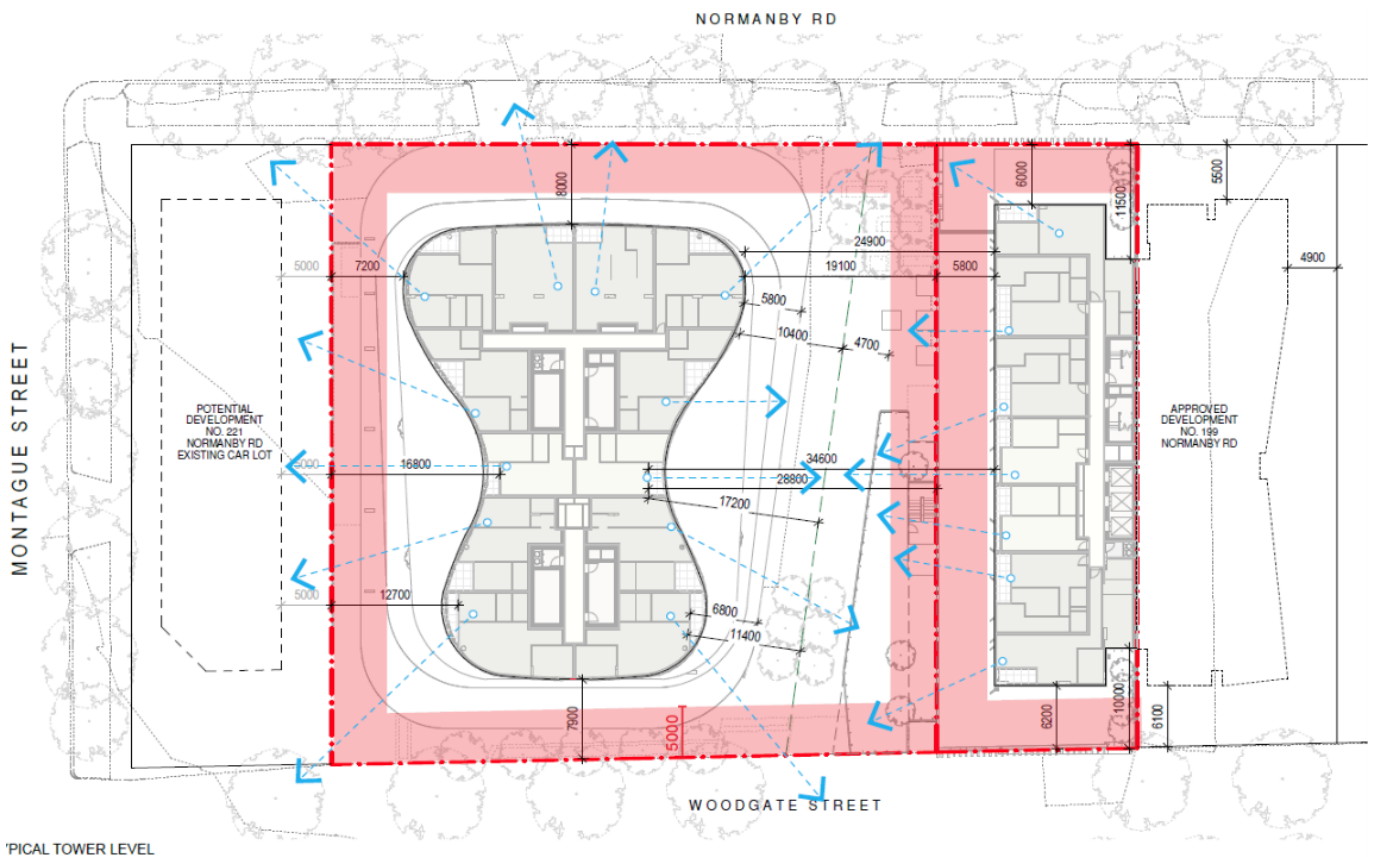 NORMANBY RD
8000
6000
11500
5500
24900
5000
7200
19100
5800
4900
5800
10400
4700
MONTAGUE STREET
POTENTIAL
DEVELOPMENT
NO. 221
NORMANBY RD
EXISTING CAR LOT
APPROVED
DEVELOPMENT
NO. 199
NORMANBY RD
5000
16800
34600
28800
17200
5000
12700
6800
11400
7900
5000
6200
10000
6100
WOODGATE STREET
'PICAL TOWER LEVEL